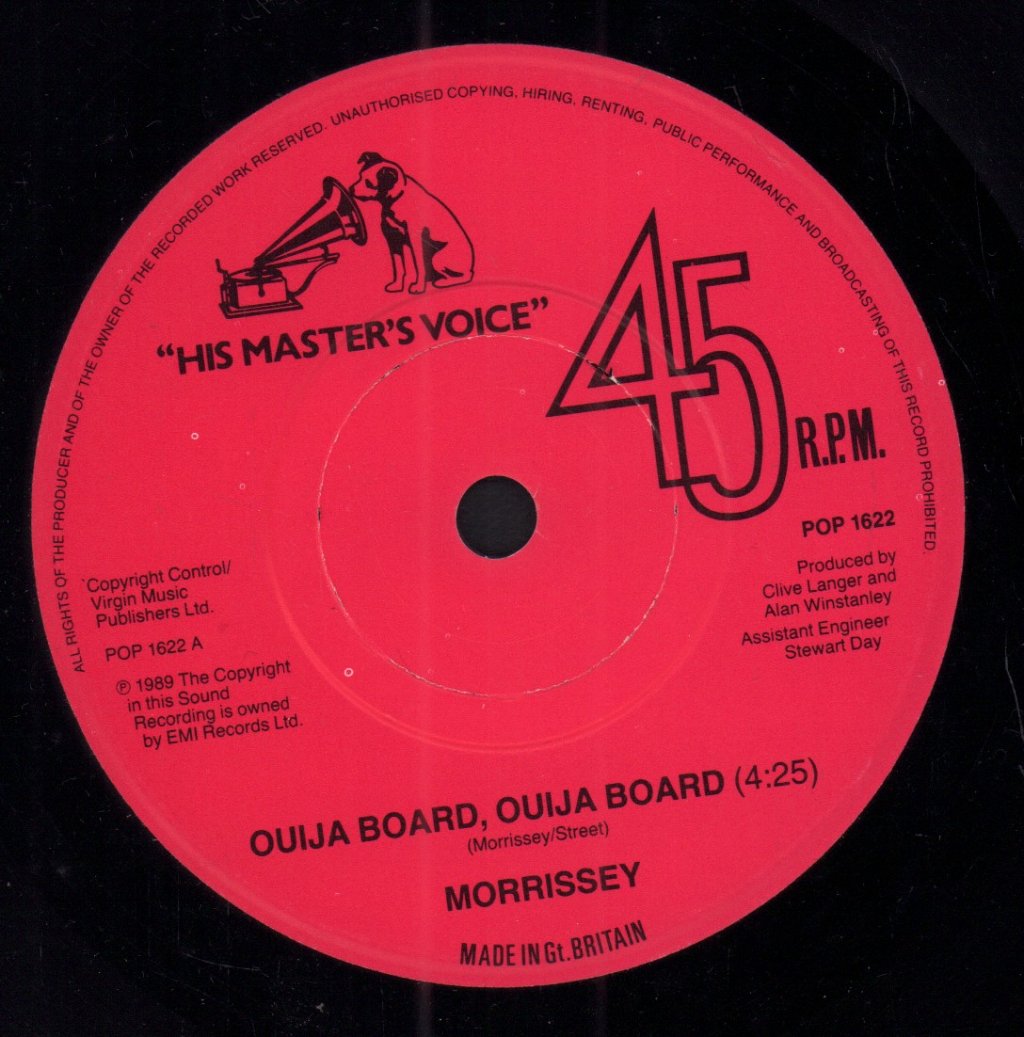 ALL RIGHTS OF THE PRODUCER AND OF THE OWNER OF THE RECORDED WORK RESERVED. UNAUTHORISED COPYING, HIRING, RENTING, PUBLIC PERFORMANCE AND BROADCASTING OF THIS RECORD PROHIBITED.
“HIS MASTER'S VOICE”
45 R.P.M.
POP 1622
Produced by
Clive Langer and
Alan Winstanley
Assistant Engineer
Stewart Day
Copyright Control/
Virgin Music
Publishers Ltd.
POP 1622 A
℗ 1989 The Copyright
in this Sound
Recording is owned
by EMI Records Ltd.
OUIJA BOARD, OUIJA BOARD (4:25)
(Morrissey/Street)
MORRISSEY
MADE IN Gt. BRITAIN